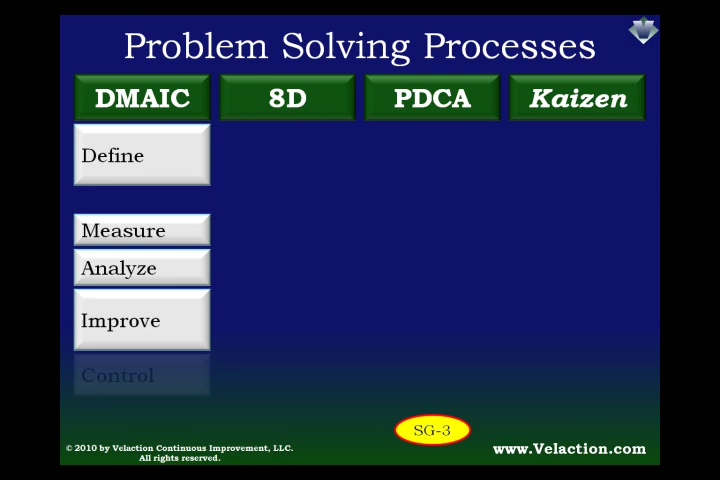 Problem Solving Processes
DMAIC 8D PDCA Kaizen
Define
Measure
Analyze
Improve
Control
SG-3
© 2010 by Velaction Continuous Improvement, LLC.
All rights reserved.
www.Velaction.com